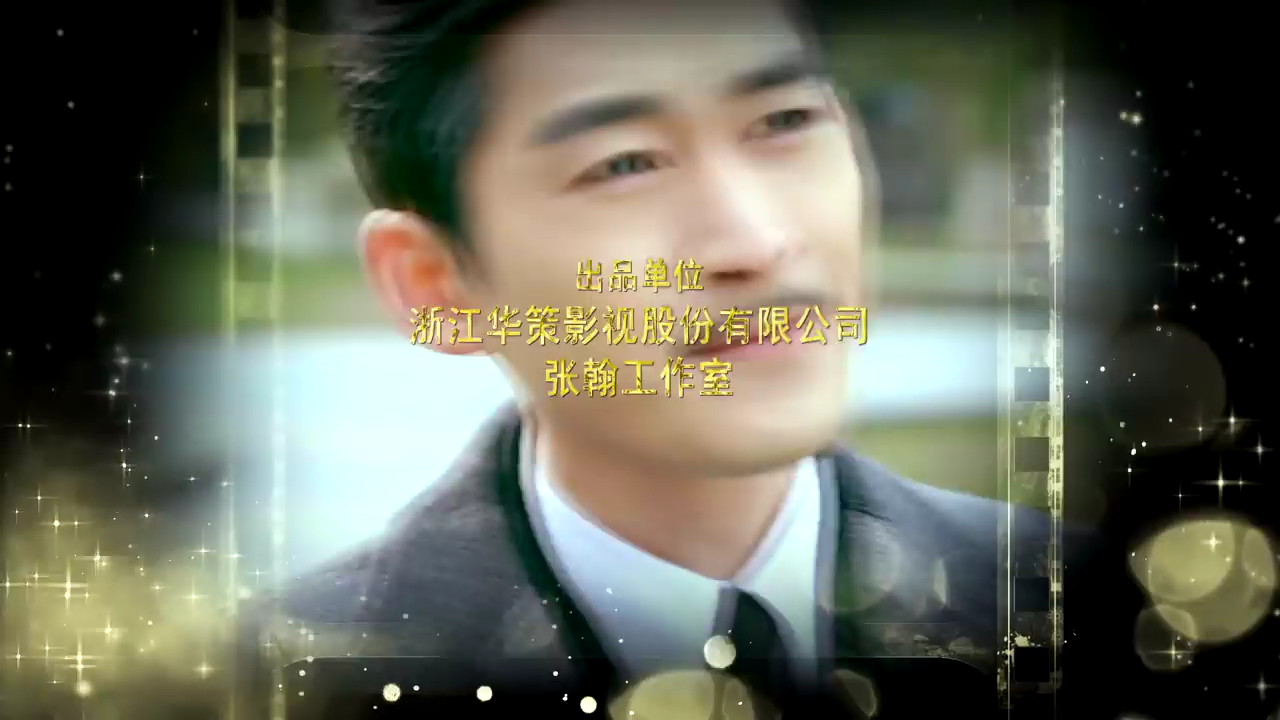 出品单位
浙江华策影视股份有限公司
张翰工作室